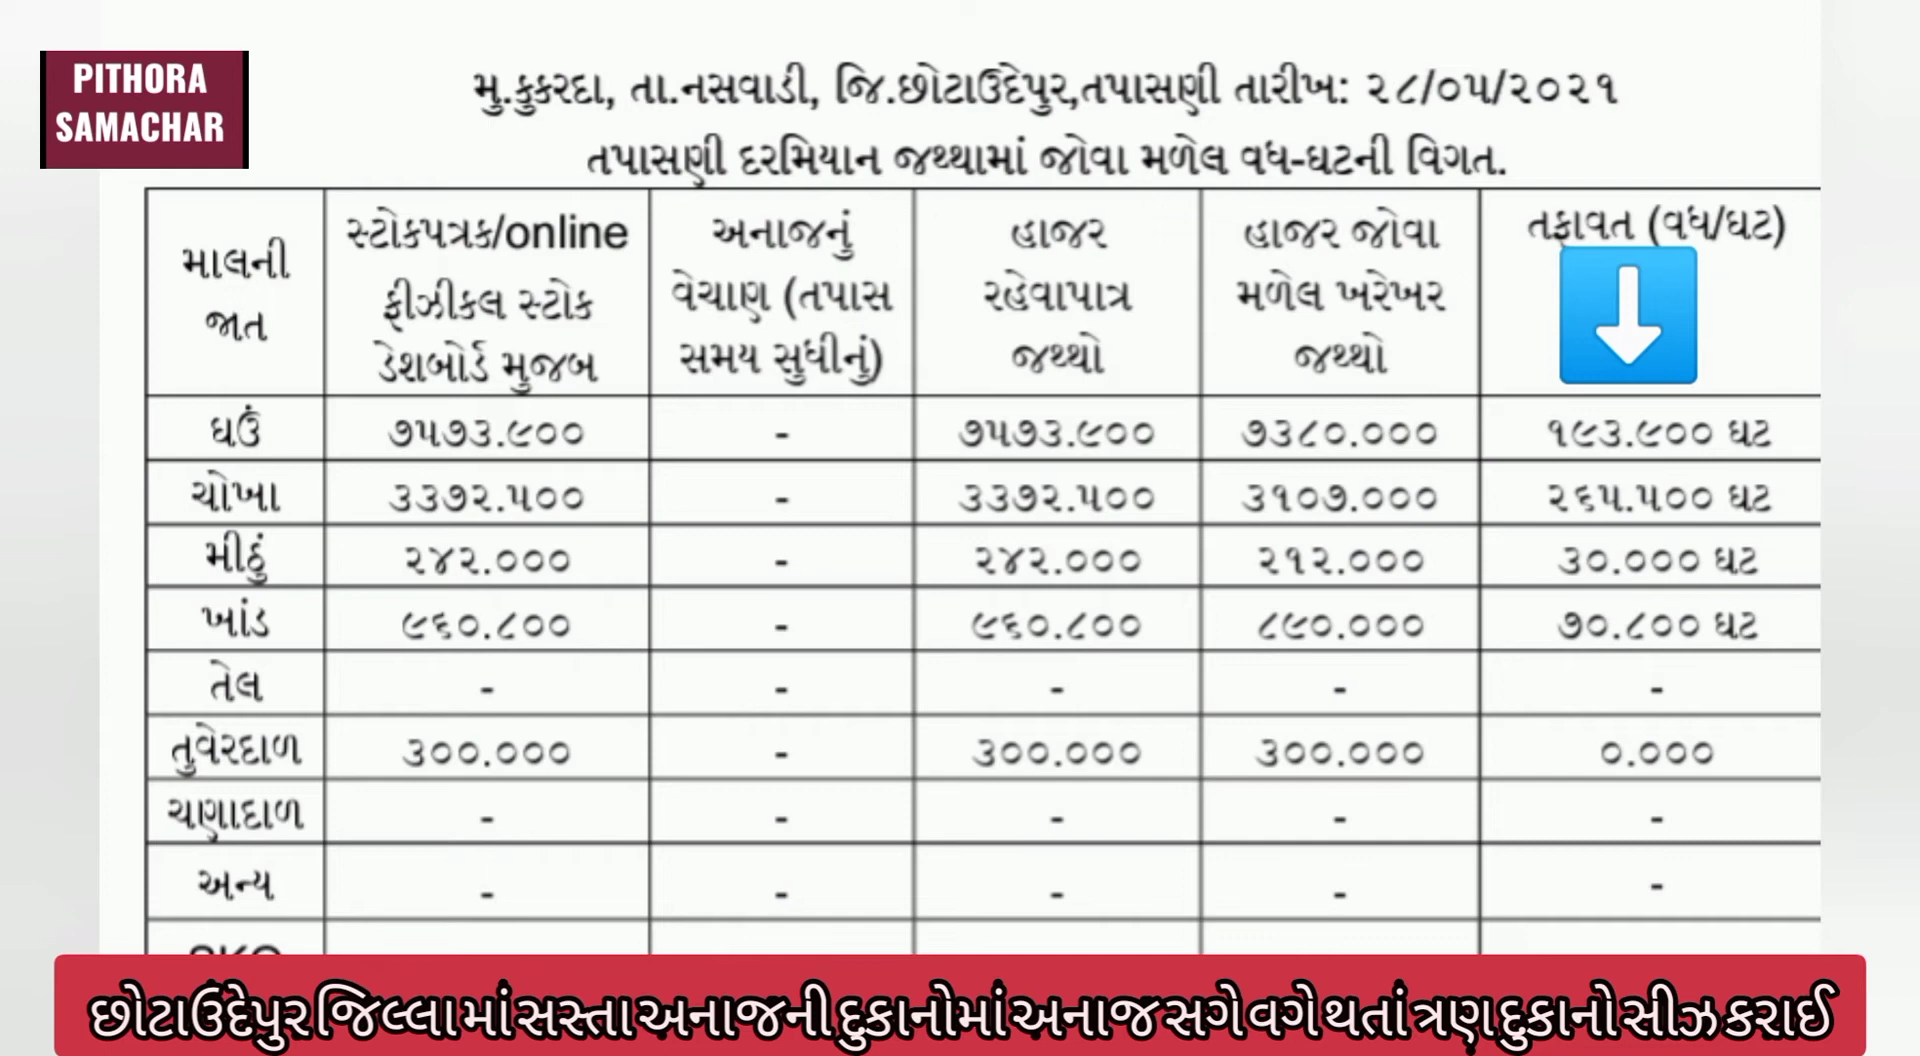 PITHORA
SAMACHAR
મુ.કુકરદા, તા.નસવાડી, જિ.છોટાઉદેપુર,તપાસણી તારીખ: ૨૮/૦૫/૨૦૨૧
તપાસણી દરમિયાન જથ્થામાં જોવા મળેલ વધ-ઘટની વિગત.
માલની જાત | સ્ટોકપત્રક/online ફીઝીકલ સ્ટોક ડેશબોર્ડ મુજબ | અનાજનું વેચાણ (તપાસ સમય સુધીનું) | હાજર રહેવાપાત્ર જથ્થો | હાજર જોવા મળેલ ખરેખર જથ્થો | તફાવત (વધ/ઘટ)
ઘઉં | ૭૫૭૩.૯૦૦ | - | ૭૫૭૩.૯૦૦ | ૭૩૮૦.૦૦૦ | ૧૯૩.૯૦૦ ઘટ
ચોખા | ૩૩૭૨.૫૦૦ | - | ૩૩૭૨.૫૦૦ | ૩૧૦૭.૦૦૦ | ૨૬૫.૫૦૦ ઘટ
મીઠું | ૨૪૨.૦૦૦ | - | ૨૪૨.૦૦૦ | ૨૧૨.૦૦૦ | ૩૦.૦૦૦ ઘટ
ખાંડ | ૯૬૦.૮૦૦ | - | ૯૬૦.૮૦૦ | ૮૯૦.૦૦૦ | ૭૦.૮૦૦ ઘટ
તેલ | - | - | - | - | -
તુવેરદાળ | ૩૦૦.૦૦૦ | - | ૩૦૦.૦૦૦ | ૩૦૦.૦૦૦ | ૦.૦૦૦
ચણાદાળ | - | - | - | - | -
અન્ય | - | - | - | - | -
છોટાઉદેપુર જિલ્લામાં સસ્તા અનાજની દુકાનોમાં અનાજ સગેવગે થતાં ત્રણ દુકાનો સીઝ કરાઈ